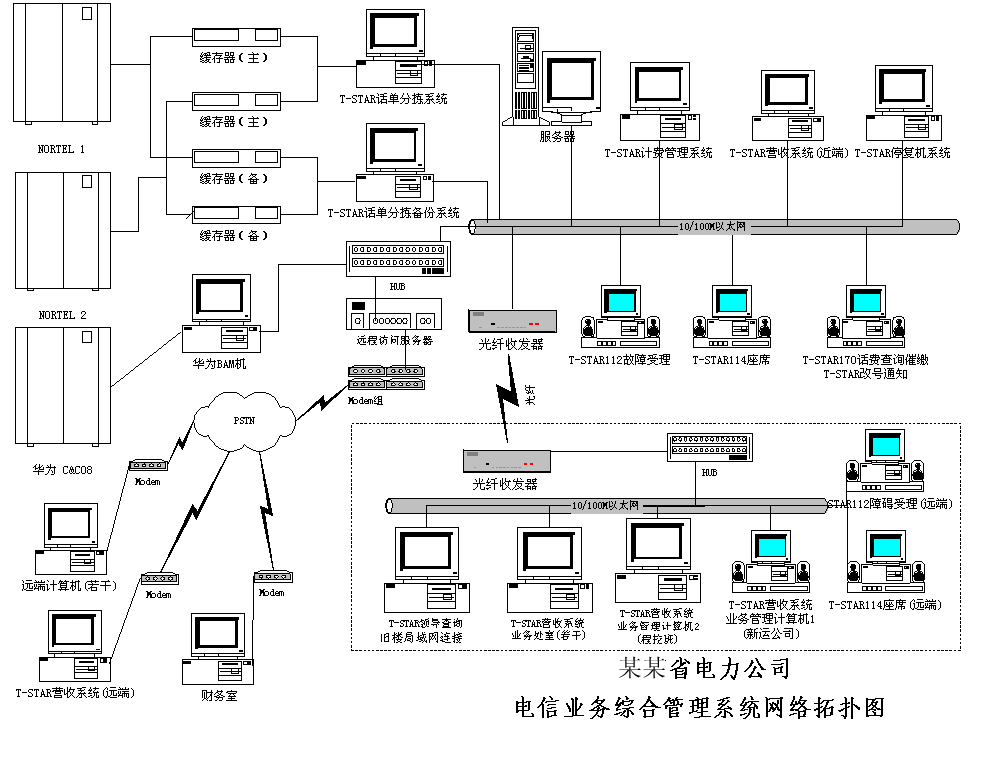 缓存器(主)
T-STAR话单分拣系统
缓存器(主)
NORTEL 1
服务器
T-STAR计费管理系统
T-STAR营收系统(近端)
T-STAR停复机系统
缓存器(备)
T-STAR话单分拣备份系统
缓存器(备)
10/100M以太网
HUB
NORTEL 2
远程访问服务器
光纤收发器
华为BAM机
T-STAR112故障受理
T-STAR114座席
T-STAR170话费查询催缴
T-STAR改号通知
Modem组
光纤
PSTN
华为 C&C08
Modem
光纤收发器
HUB
10/100M以太网
STAR112障碍受理(远端)
远端计算机(若干)
Modem
Modem
T-STAR领导查询
旧楼局域网连接
T-STAR营收系统
业务处室(若干)
T-STAR营收系统
业务管理计算机2
(程控班)
T-STAR营收系统
业务管理计算机1
(新运公司)
T-STAR114座席(远端)
T-STAR营收系统(远端)
财务室
某某省电力公司
电信业务综合管理系统网络拓扑图